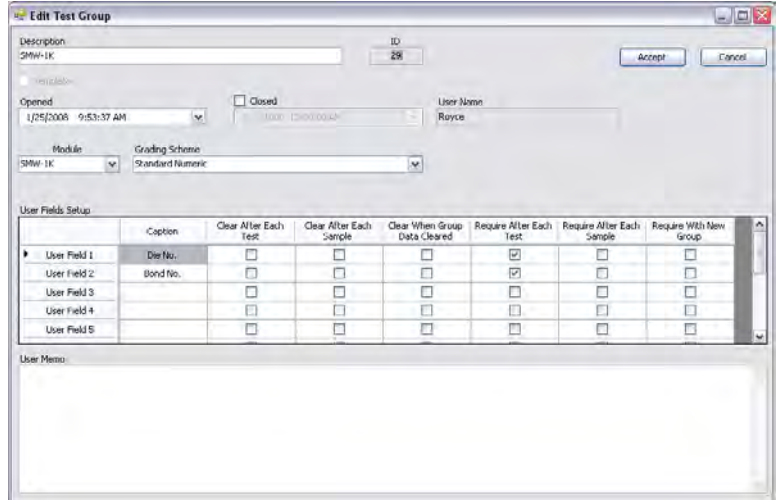 Edit Test Group
Description
ID
SMW-1K
29
Accept
Cancel
Template
Opened
Closed
User Name
1/25/2008 9:53:37 AM
Royce
Module
Grading Scheme
SMW-1K
Standard Numeric
User Fields Setup
Caption
Clear After Each Test
Clear After Each Sample
Clear When Group Data Cleared
Require After Each Test
Require After Each Sample
Require With New Group
User Field 1
Die No.
User Field 2
Bond No.
User Field 3
User Field 4
User Field 5
User Memo